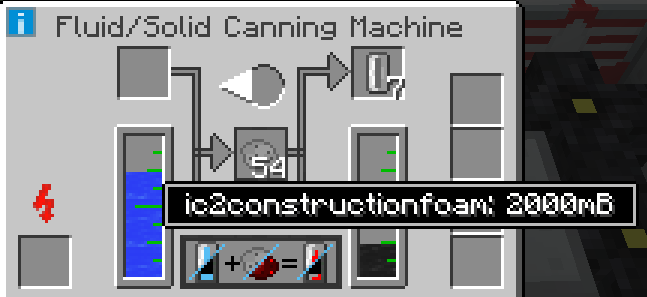 i Fluid/Solid Canning Machine
7
54
ic2constructionfoam: 2000mB
+ =